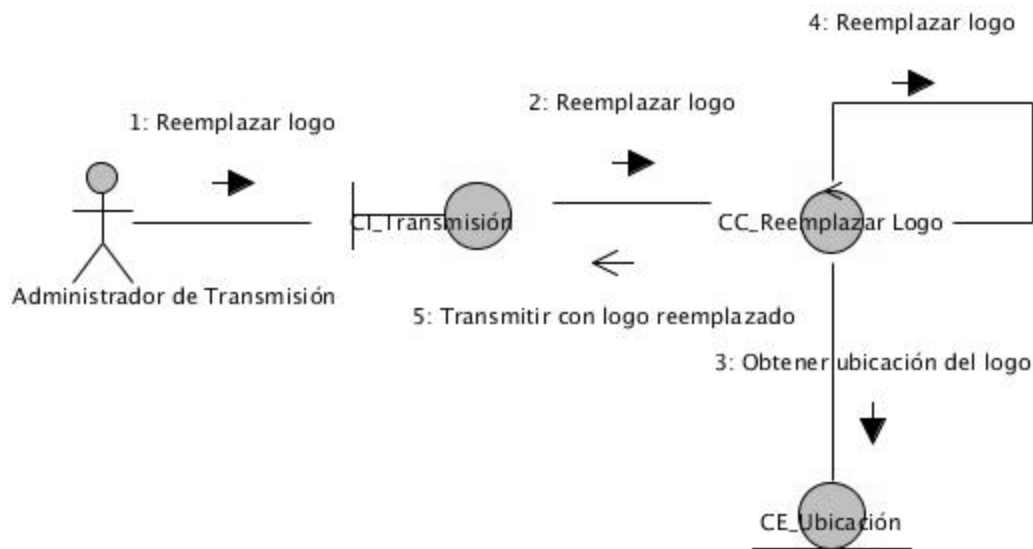 4: Reemplazar logo
2: Reemplazar logo
1: Reemplazar logo
CI_Transmisión
CC_Reemplazar Logo
Administrador de Transmisión
5: Transmitir con logo reemplazado
3: Obtener ubicación del logo
CE_Ubicación